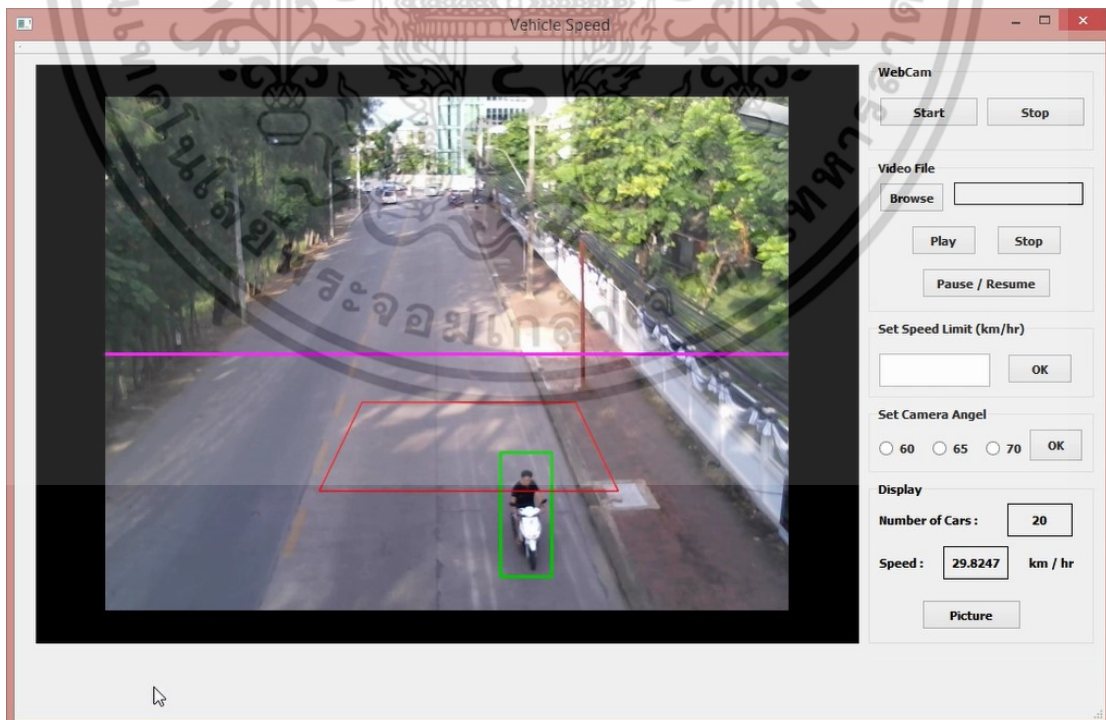 Vehicle Speed
WebCam
Start Stop
Video File
Browse
Play Stop
Pause / Resume
Set Speed Limit (km/hr)
OK
Set Camera Angel
60 65 70 OK
Display
Number of Cars : 20
Speed : 29.8247 km / hr
Picture